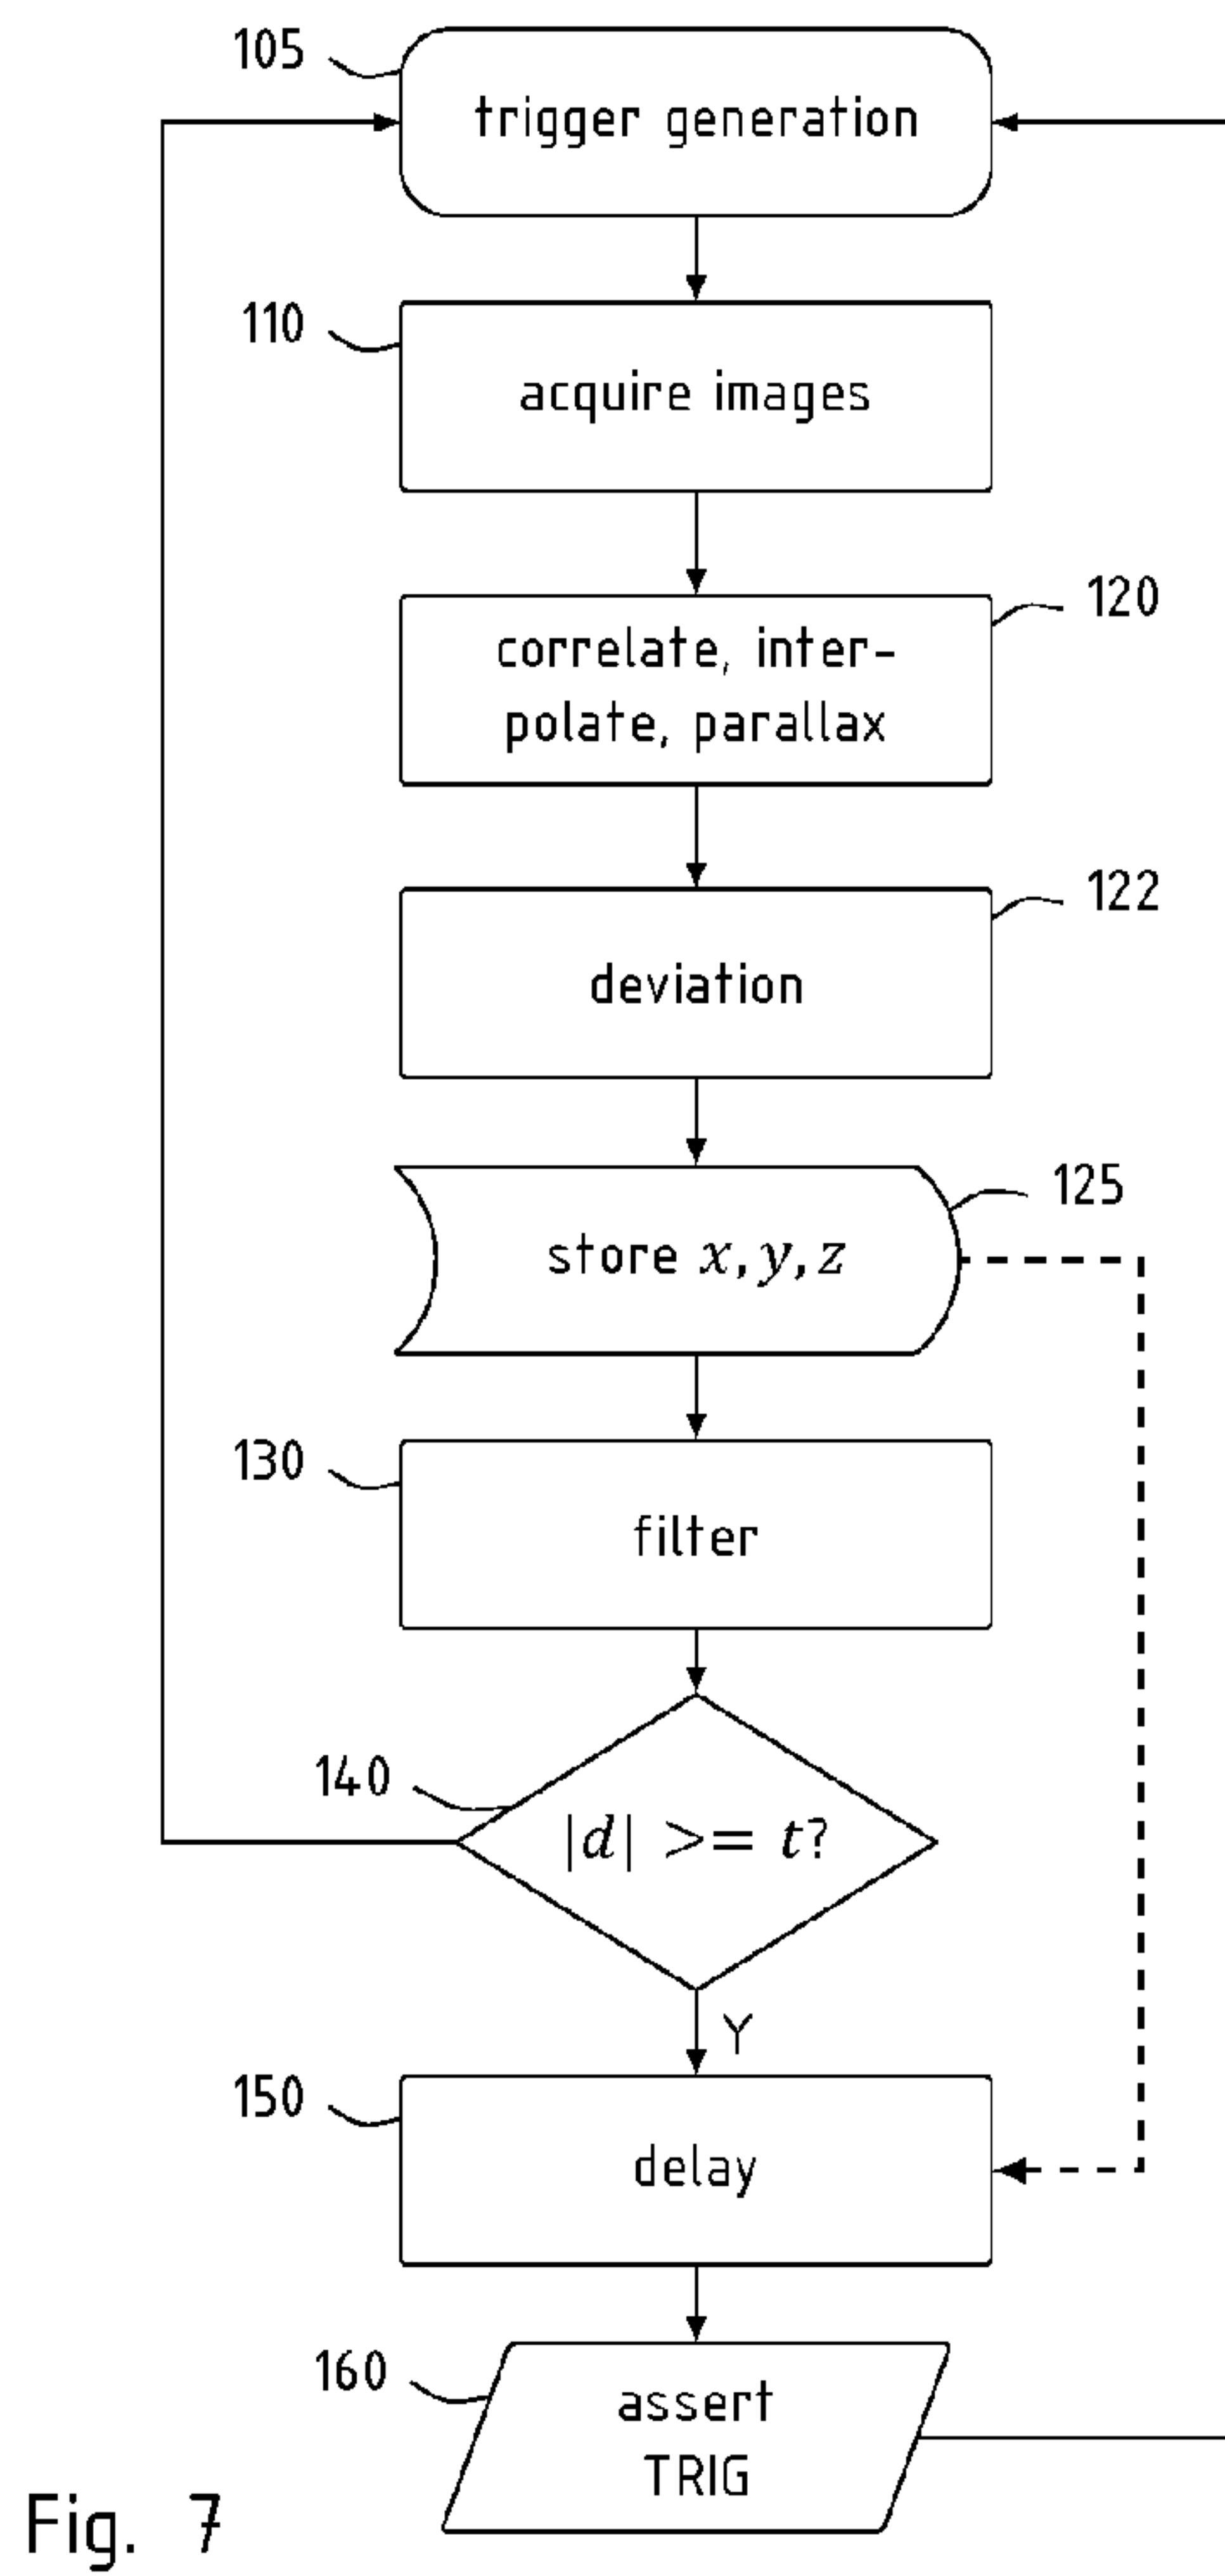 105
trigger generation
110
acquire images
120
correlate, inter-
polate, parallax
122
deviation
125
store x, y, z
130
filter
140
|d| >= t?
Y
150
delay
160
assert
TRIG
Fig. 7